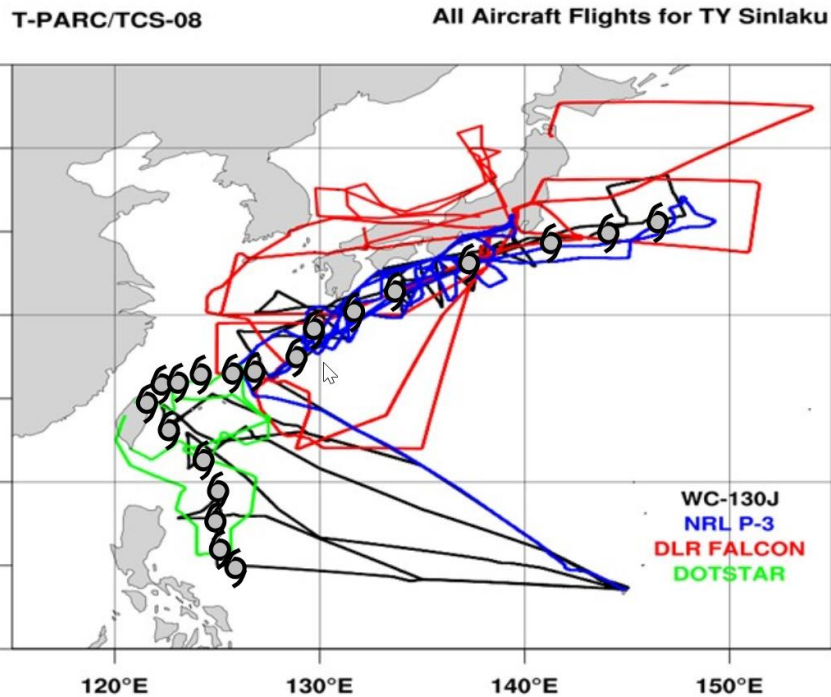 T-PARC/TCS-08
All Aircraft Flights for TY Sinlaku
WC-130J
NRL P-3
DLR FALCON
DOTSTAR
120°E 130°E 140°E 150°E